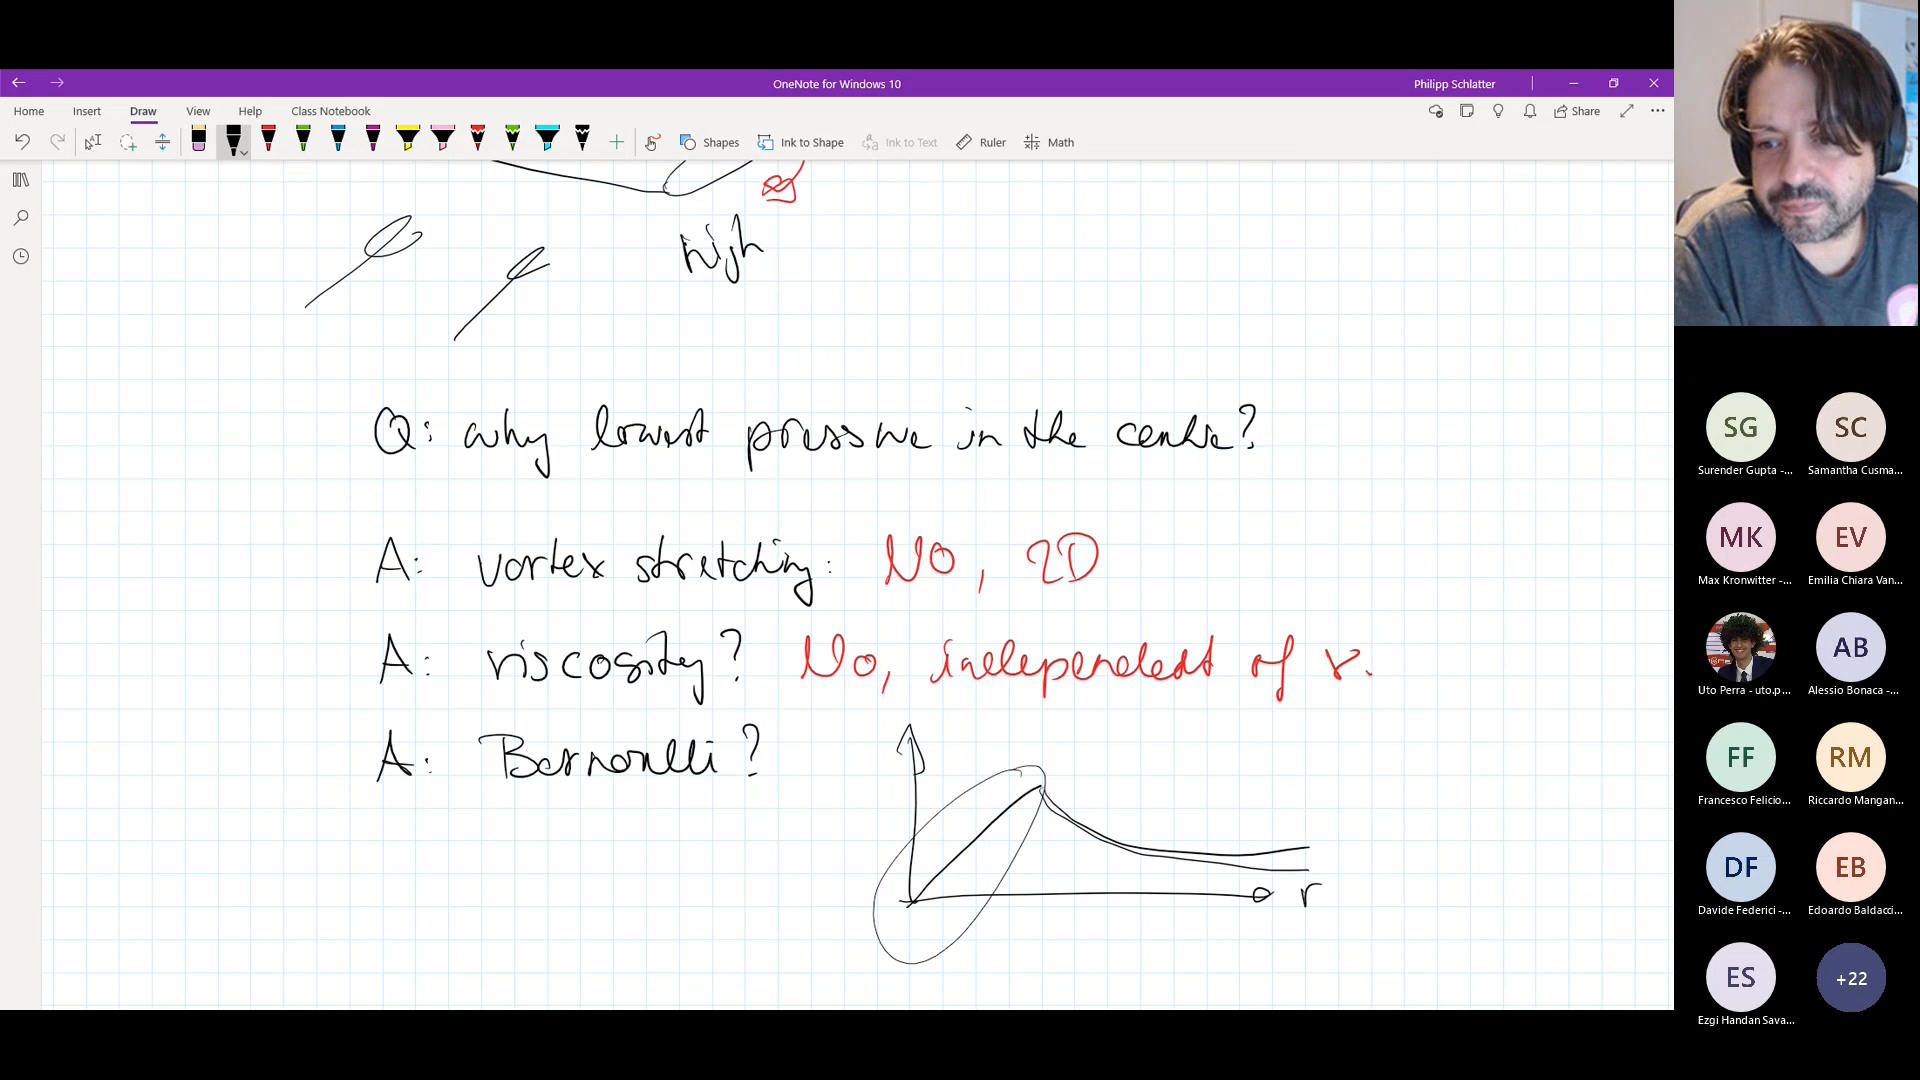 OneNote for Windows 10
Philipp Schlatter
Home Insert Draw View Help Class Notebook
Share
Shapes Ink to Shape Ink to Text Ruler Math
high
Q: why lowest pressure in the centre?
A: vortex stretching: NO, 2D
A: viscosity? No, independent of r.
A: Bernoulli?
r
SG SC
Surender Gupta -... Samantha Cusma...
MK EV
Max Kronwitter -... Emilia Chiara Van...
AB
Uto Perra - uto.p... Alessio Bonaca -...
FF RM
Francesco Felicio... Riccardo Mangan...
DF EB
Davide Federici -... Edoardo Baldacci...
ES +22
Ezgi Handan Sava...